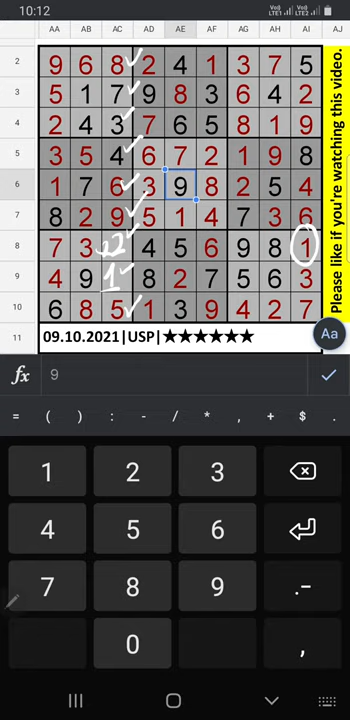 10:12 Vo)) LTE1 Vo)) LTE2
AA AB AC AD AE AF AG AH AI AJ
2 9 6 8 2 4 1 3 7 5
3 5 1 7 9 8 3 6 4 2
4 2 4 3 7 6 5 8 1 9
5 3 5 4 6 7 2 1 9 8
6 1 7 6 3 9 8 2 5 4
7 8 2 9 5 1 4 7 3 6
8 7 3 2 4 5 6 9 8 1
9 4 9 1 8 2 7 5 6 3
10 6 8 5 1 3 9 4 2 7
11 09.10.2021|USP|★★★★★★
Please like if you're watching this video.
Aa
fx 9
= ( ) : - / * , + $ .
1 2 3
4 5 6
7 8 9 .-
0 ,